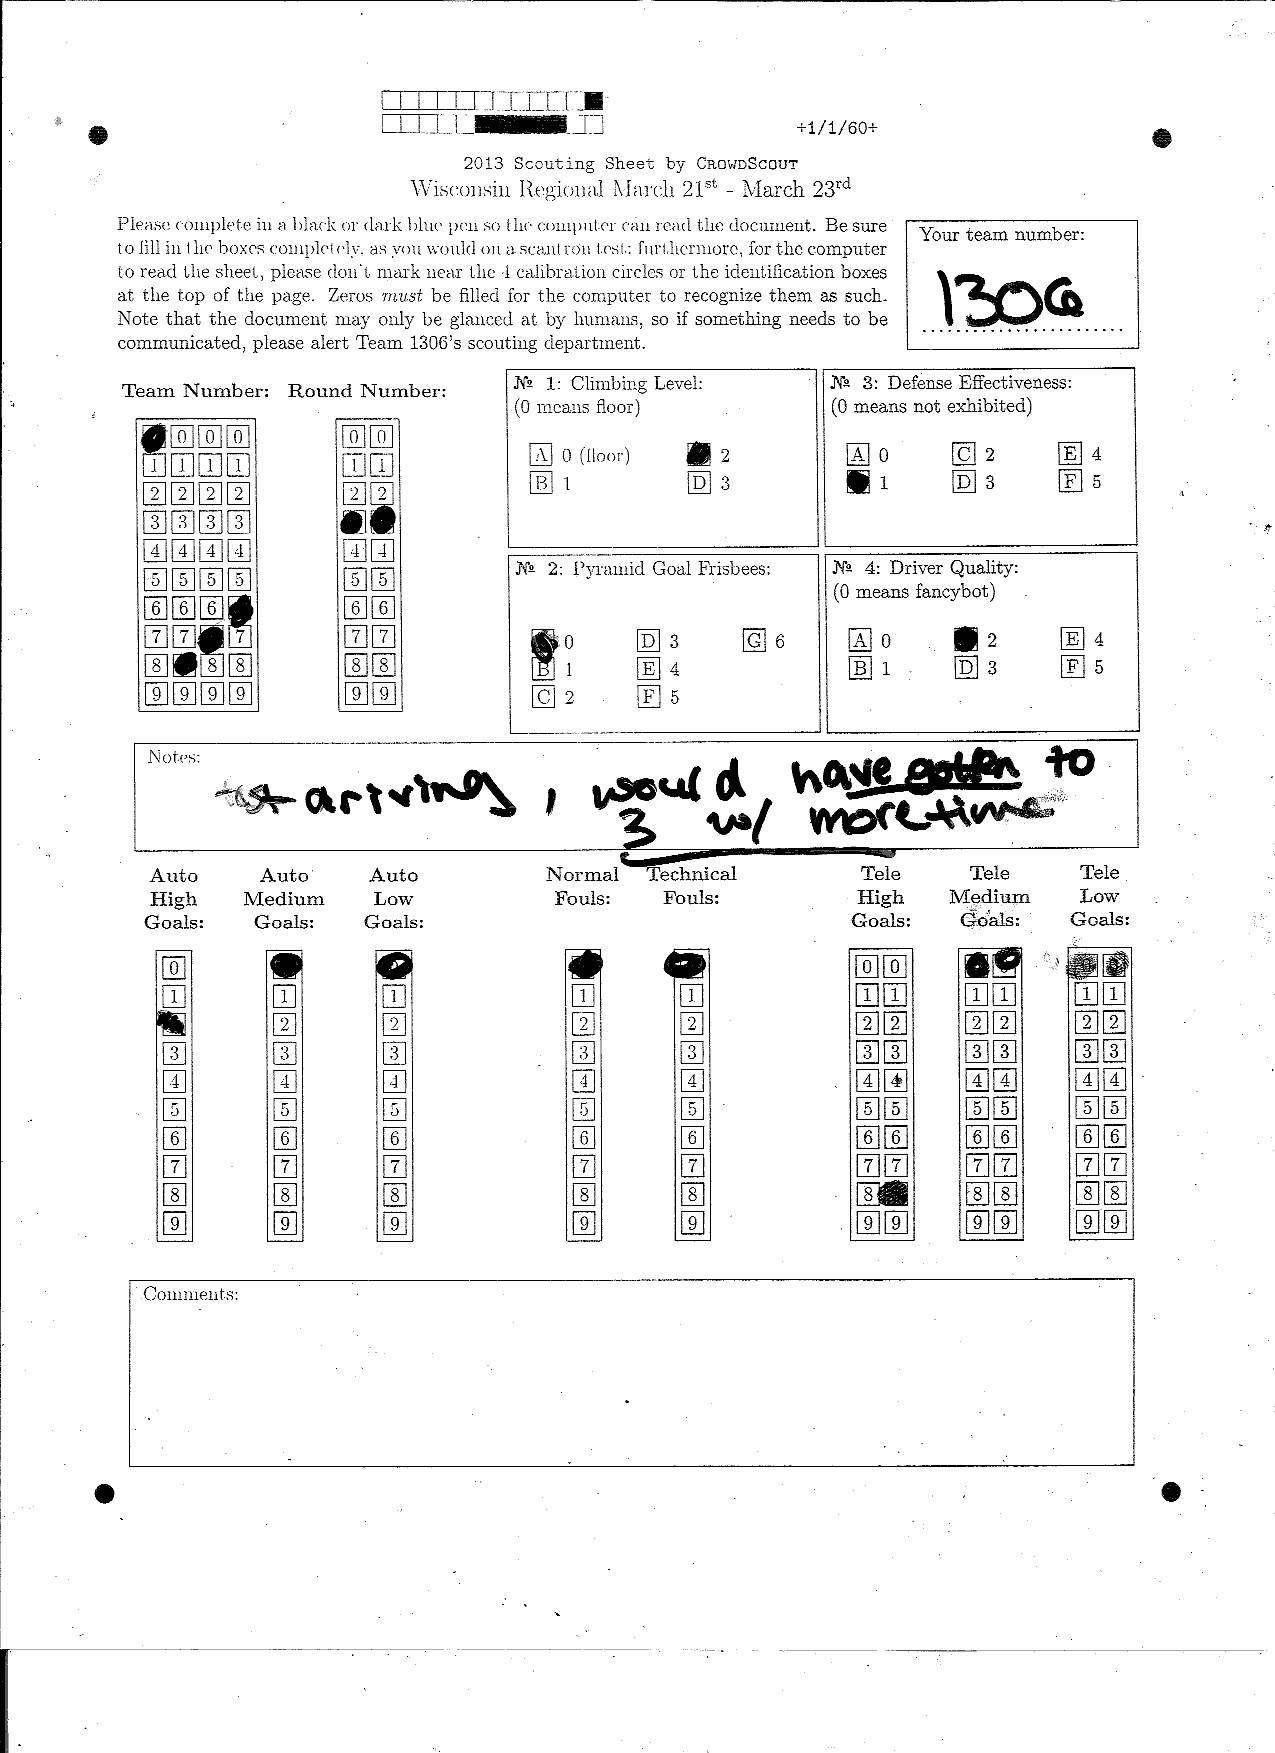 +1/1/60+
2013 Scouting Sheet by CROWDSCOUT
Wisconsin Regional March 21st - March 23rd
Please complete in a black or dark blue pen so the computer can read the document. Be sure
to fill in the boxes completely, as you would on a scantron test; furthermore, for the computer
to read the sheet, please don't mark near the 4 calibration circles or the identification boxes
at the top of the page. Zeros must be filled for the computer to recognize them as such.
Note that the document may only be glanced at by humans, so if something needs to be
communicated, please alert Team 1306's scouting department.
Your team number:
1306
Team Number: Round Number:
0 0 0 0 0
1 1 1 1 1 1
2 2 2 2 2 2
3 3 3 3
4 4 4 4 4 4
5 5 5 5 5 5
6 6 6 6 6
7 7 7 7 7
8 8 8 8 8
9 9 9 9 9 9
№ 1: Climbing Level:
(0 means floor)
A 0 (floor) 2
B 1 D 3
№ 3: Defense Effectiveness:
(0 means not exhibited)
A 0 C 2 E 4
1 D 3 F 5
№ 2: Pyramid Goal Frisbees:
0 D 3 G 6
B 1 E 4
C 2 F 5
№ 4: Driver Quality:
(0 means fancybot)
A 0 2 E 4
B 1 D 3 F 5
Notes:
, would have gotten to
3 w/ more time
Auto High Goals:
Auto Medium Goals:
Auto Low Goals:
Normal Fouls:
Technical Fouls:
Tele High Goals:
Tele Medium Goals:
Tele Low Goals:
0 0 0
1 1 1 1 1 1 1 1 1 1 1
2 2 2 2 2 2 2 2 2 2
3 3 3 3 3 3 3 3 3 3 3
4 4 4 4 4 4 4 4 4 4 4
5 5 5 5 5 5 5 5 5 5 5
6 6 6 6 6 6 6 6 6 6 6
7 7 7 7 7 7 7 7 7 7 7
8 8 8 8 8 8 8 8 8 8
9 9 9 9 9 9 9 9 9 9 9
Comments: